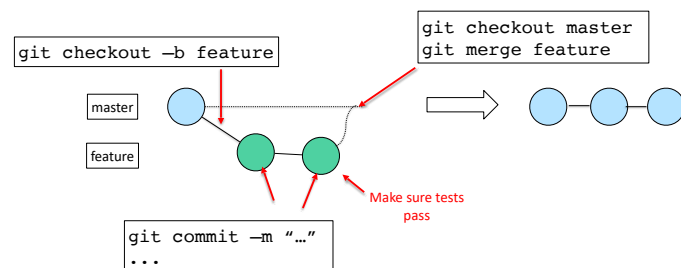 git checkout –b feature
git checkout master
git merge feature
master
feature
Make sure tests
pass
git commit –m “…”
...